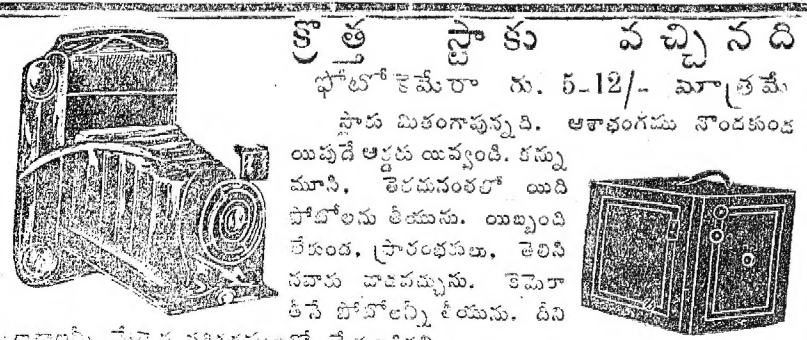 క్రొత్త స్టాకు వచ్చినది
ఫోటో కెమేరా రు. 5-12/- మాత్రమే
స్టాకు మితంగావున్నది. ఆశాభంగము నొందకుండ
యిపుడే ఆర్డరు యివ్వండి. కన్ను
మూసి, తెరచునంతలో యిది
ఫోటోలను తీయును. యిబ్బంది
లేకుండ, ప్రారంభకులు, తెలిసి
నవారు వాడవచ్చును. కెమెరా
తీసే ఫోటోలన్నీ తీయును. దీని